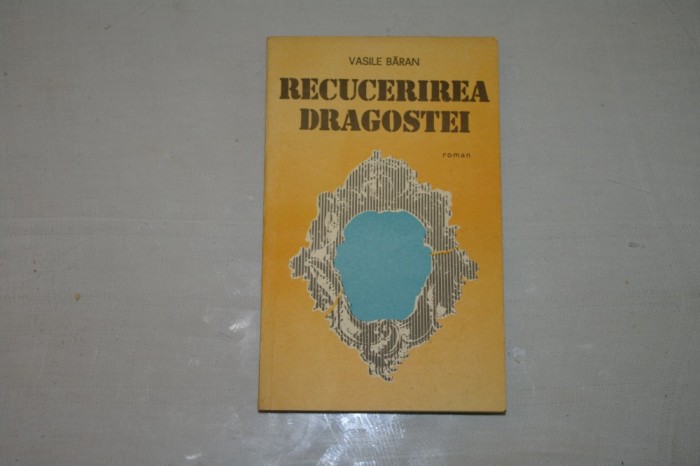 VASILE BĂRAN
RECUCERIREA
DRAGOSTEI
roman